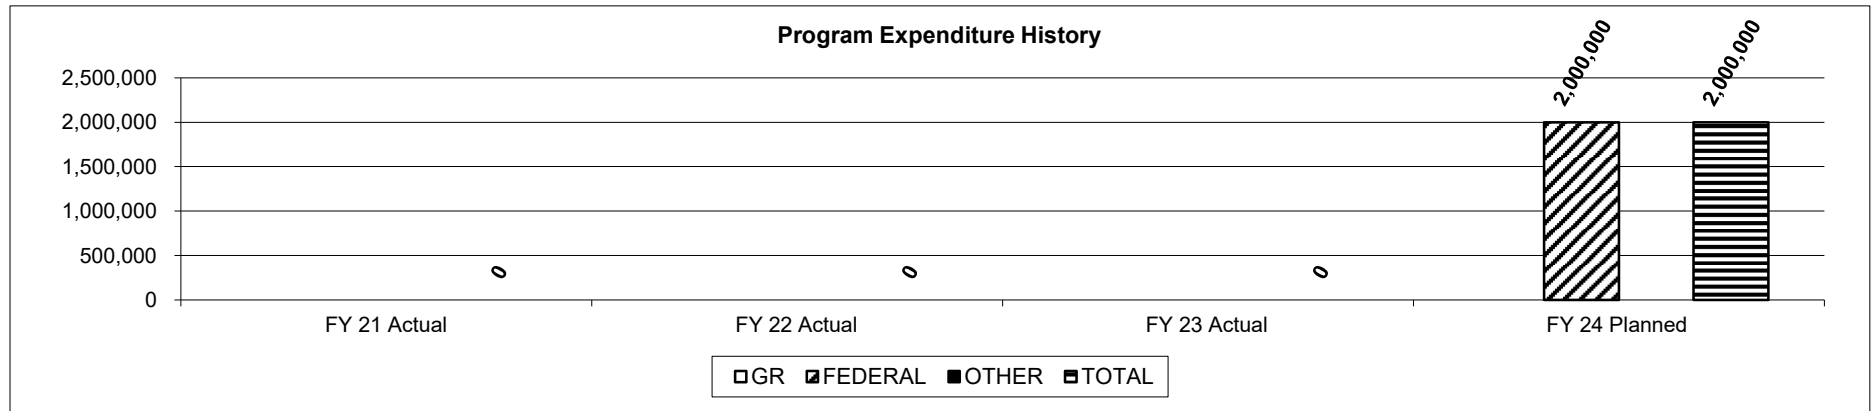 Program Expenditure History
2,500,000
2,000,000
1,500,000
1,000,000
500,000
0
0
0
0
2,000,000
2,000,000
FY 21 Actual
FY 22 Actual
FY 23 Actual
FY 24 Planned
GR FEDERAL OTHER TOTAL